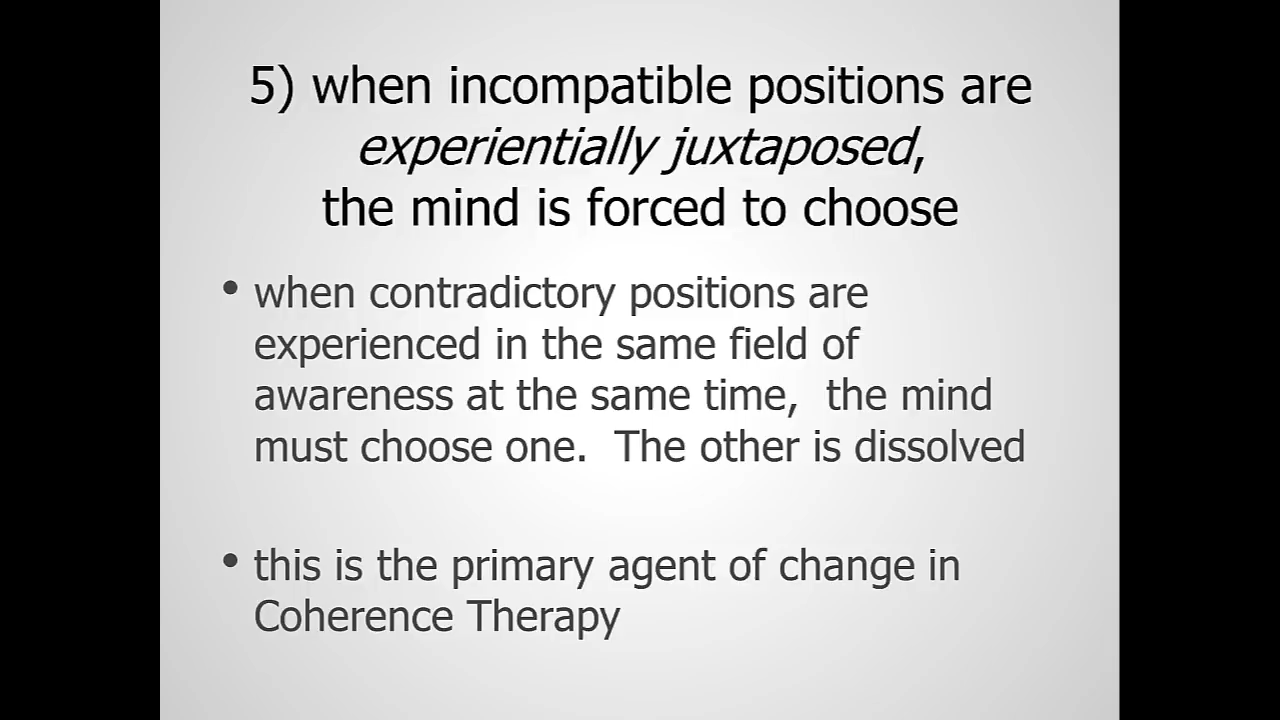 5) when incompatible positions are
experientially juxtaposed,
the mind is forced to choose
• when contradictory positions are
experienced in the same field of
awareness at the same time,  the mind
must choose one.  The other is dissolved
• this is the primary agent of change in
Coherence Therapy